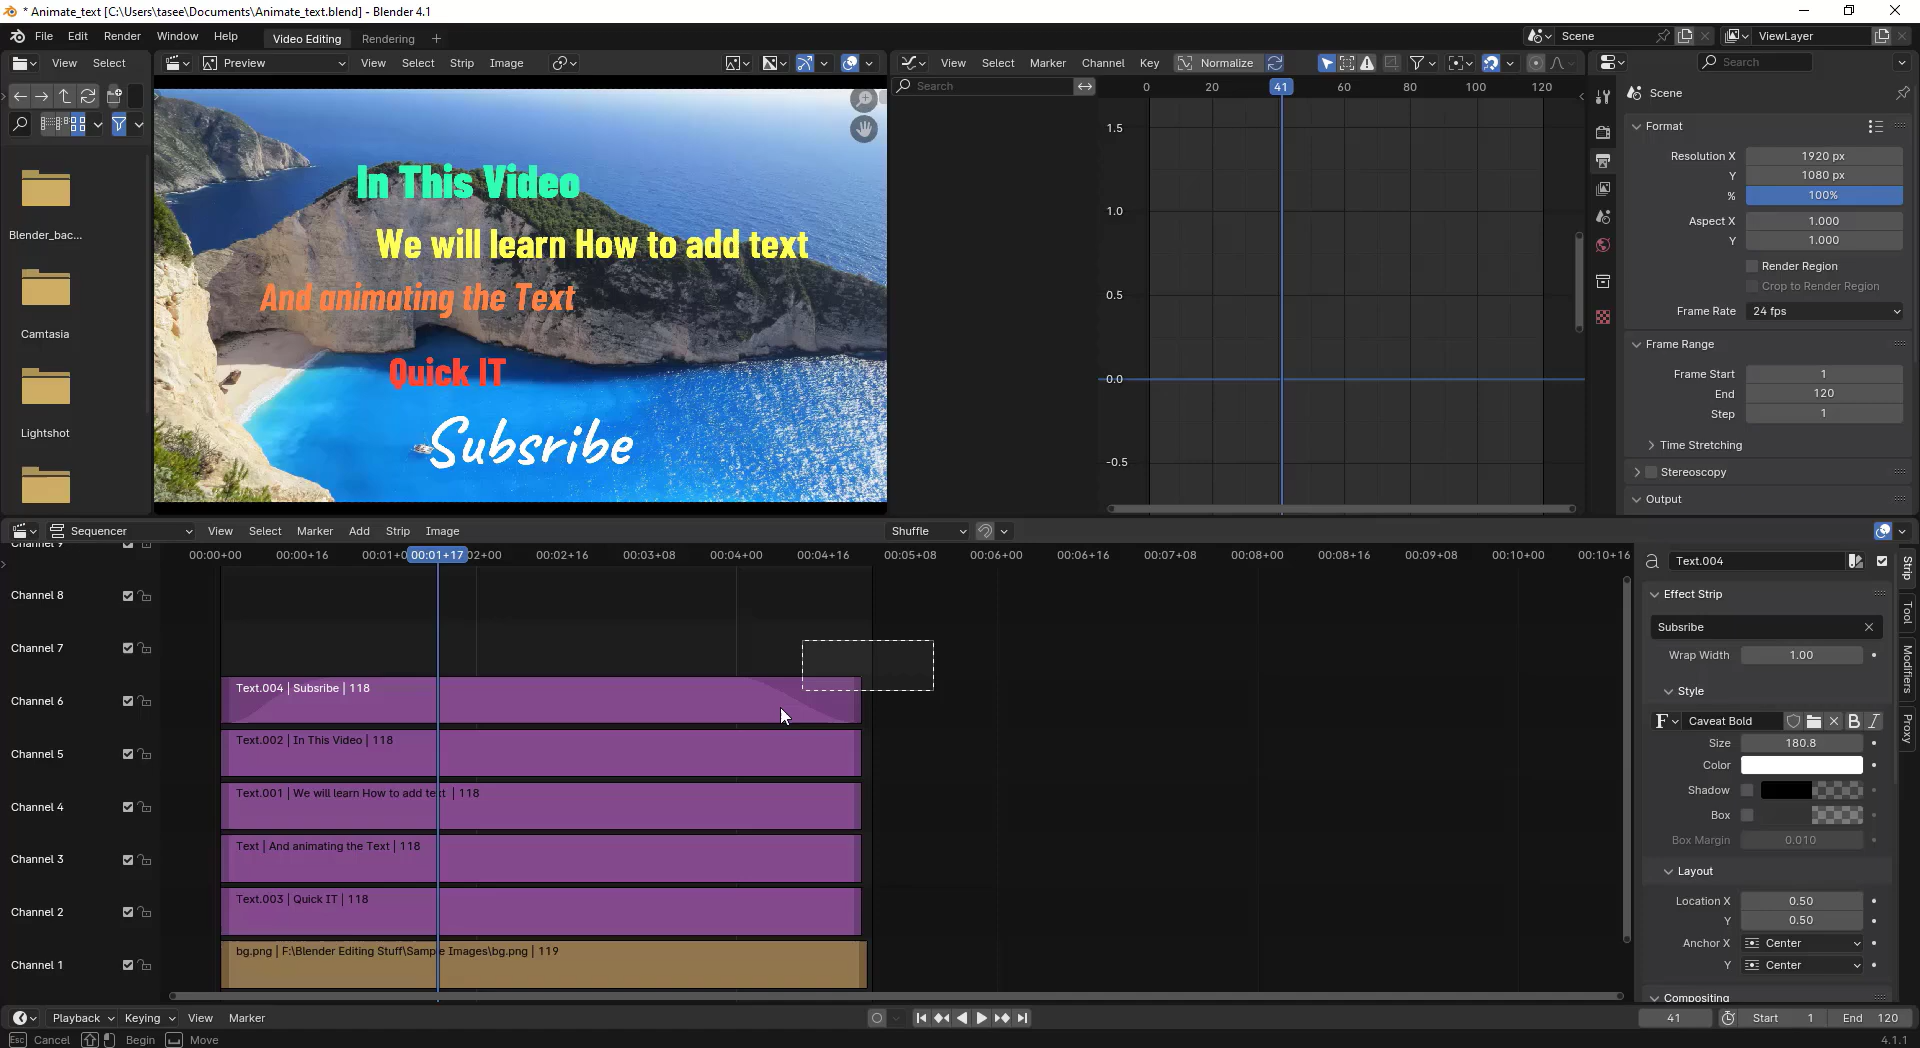 * Animate_text [C:\Users\tasee\Documents\Animate_text.blend] - Blender 4.1
File Edit Render Window Help
Video Editing Rendering +
Scene
ViewLayer
View Select
Preview
View Select Strip Image
View Select Marker Channel Key
Normalize
Search
Search
0 20 41 60 80 100 120
1.5
1.0
0.5
0.0
-0.5
Blender_bac...
Camtasia
Lightshot
In This Video
We will learn How to add text
And animating the Text
Quick IT
Subsribe
Scene
Format
Resolution X 1920 px
Y 1080 px
% 100%
Aspect X 1.000
Y 1.000
Render Region
Crop to Render Region
Frame Rate 24 fps
Frame Range
Frame Start 1
End 120
Step 1
Time Stretching
Stereoscopy
Output
Sequencer
View Select Marker Add Strip Image
Shuffle
00:00+00 00:00+16 00:01+0 00:01+17 02+00 00:02+16 00:03+08 00:04+00 00:04+16 00:05+08 00:06+00 00:06+16 00:07+08 00:08+00 00:08+16 00:09+08 00:10+00 00:10+16
Channel 9
Channel 8
Channel 7
Channel 6
Channel 5
Channel 4
Channel 3
Channel 2
Channel 1
Text.004 | Subsribe | 118
Text.002 | In This Video | 118
Text.001 | We will learn How to add text | 118
Text | And animating the Text | 118
Text.003 | Quick IT | 118
bg.png | F:\Blender Editing Stuff\Sample Images\bg.png | 119
Text.004
Effect Strip
Subsribe
Wrap Width 1.00
Style
Caveat Bold
Size 180.8
Color
Shadow
Box
Box Margin 0.010
Layout
Location X 0.50
Y 0.50
Anchor X Center
Y Center
Compositing
Strip
Tool
Modifiers
Proxy
Playback Keying View Marker
41
Start 1
End 120
Esc Cancel Begin Move
4.1.1